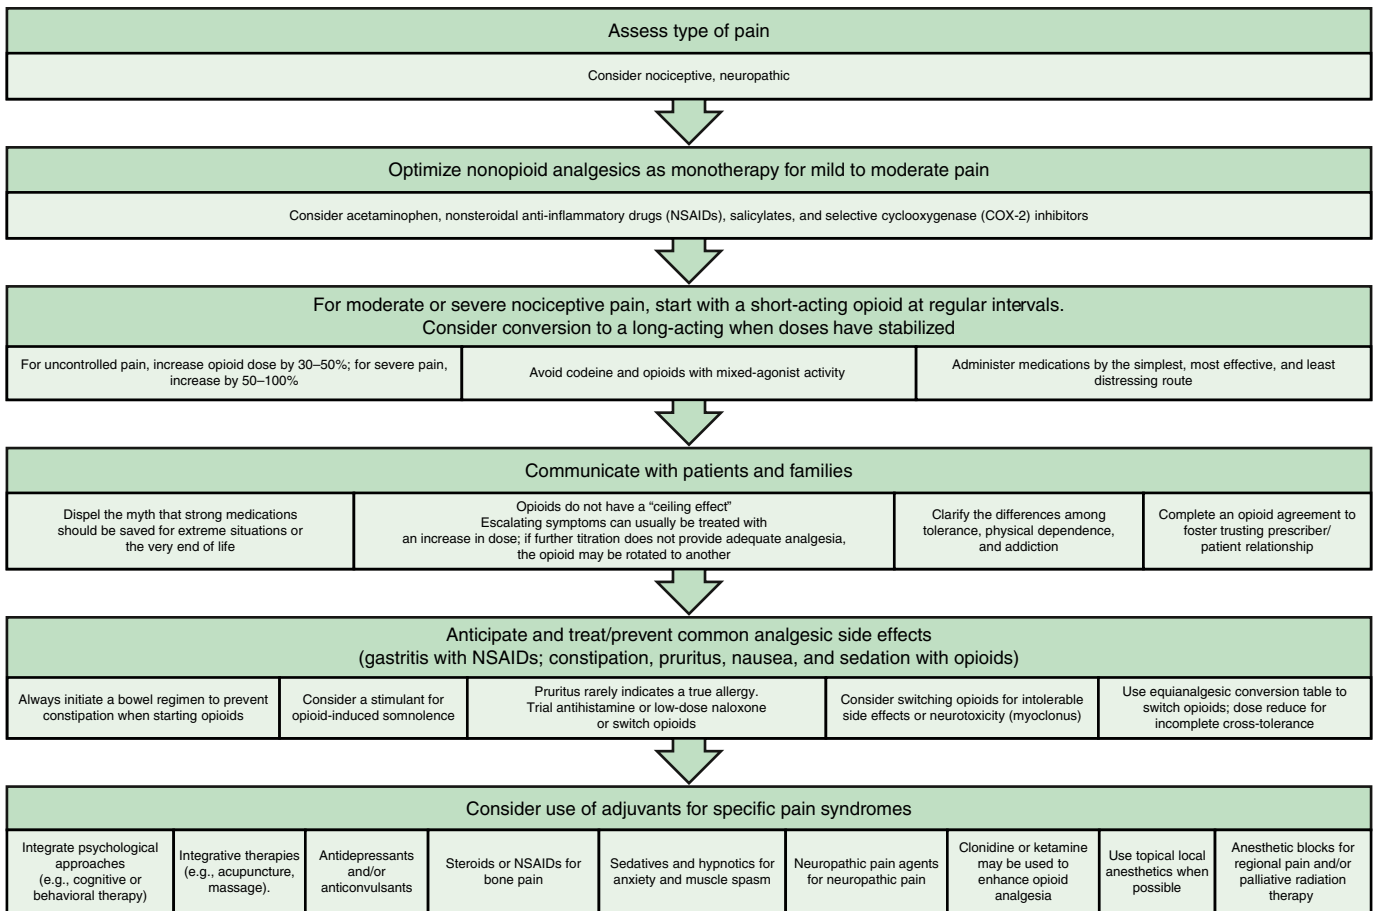 Assess type of pain
Consider nociceptive, neuropathic
Optimize nonopioid analgesics as monotherapy for mild to moderate pain
Consider acetaminophen, nonsteroidal anti-inflammatory drugs (NSAIDs), salicylates, and selective cyclooxygenase (COX-2) inhibitors
For moderate or severe nociceptive pain, start with a short-acting opioid at regular intervals.
Consider conversion to a long-acting when doses have stabilized
For uncontrolled pain, increase opioid dose by 30–50%; for severe pain,
increase by 50–100%
Avoid codeine and opioids with mixed-agonist activity
Administer medications by the simplest, most effective, and least
distressing route
Communicate with patients and families
Dispel the myth that strong medications
should be saved for extreme situations or
the very end of life
Opioids do not have a “ceiling effect”
Escalating symptoms can usually be treated with
an increase in dose; if further titration does not provide adequate analgesia,
the opioid may be rotated to another
Clarify the differences among
tolerance, physical dependence,
and addiction
Complete an opioid agreement to
foster trusting prescriber/
patient relationship
Anticipate and treat/prevent common analgesic side effects
(gastritis with NSAIDs; constipation, pruritus, nausea, and sedation with opioids)
Always initiate a bowel regimen to prevent
constipation when starting opioids
Consider a stimulant for
opioid-induced somnolence
Pruritus rarely indicates a true allergy.
Trial antihistamine or low-dose naloxone
or switch opioids
Consider switching opioids for intolerable
side effects or neurotoxicity (myoclonus)
Use equianalgesic conversion table to
switch opioids; dose reduce for
incomplete cross-tolerance
Consider use of adjuvants for specific pain syndromes
Integrate psychological
approaches
(e.g., cognitive or
behavioral therapy)
Integrative therapies
(e.g., acupuncture,
massage).
Antidepressants
and/or
anticonvulsants
Steroids or NSAIDs for
bone pain
Sedatives and hypnotics for
anxiety and muscle spasm
Neuropathic pain agents
for neuropathic pain
Clonidine or ketamine
may be used to
enhance opioid
analgesia
Use topical local
anesthetics when
possible
Anesthetic blocks for
regional pain and/or
palliative radiation
therapy